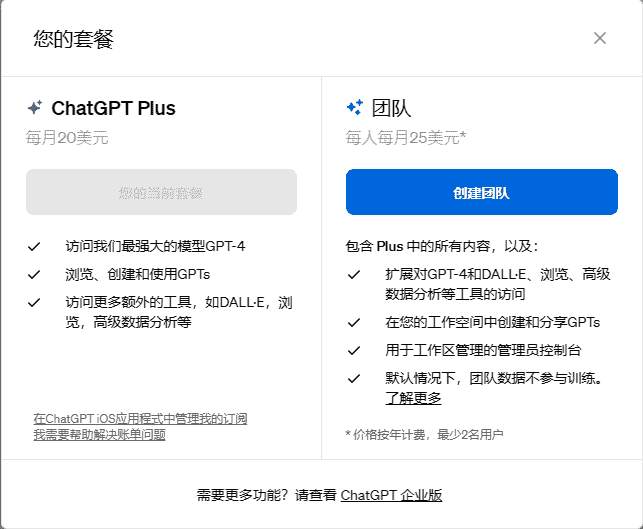 您的套餐
ChatGPT Plus
每月20美元
您的当前套餐
访问我们最强大的模型GPT-4
浏览、创建和使用GPTs
访问更多额外的工具，如DALL·E，浏
览，高级数据分析等
在ChatGPT iOS应用程式中管理我的订阅
我需要帮助解决账单问题
团队
每人每月25美元*
创建团队
包含 Plus 中的所有内容，以及：
扩展对GPT-4和DALL·E、浏览、高级
数据分析等工具的访问
在您的工作空间中创建和分享GPTs
用于工作区管理的管理员控制台
默认情况下，团队数据不参与训练。
了解更多
* 价格按年计费，最少2名用户
需要更多功能？请查看 ChatGPT 企业版